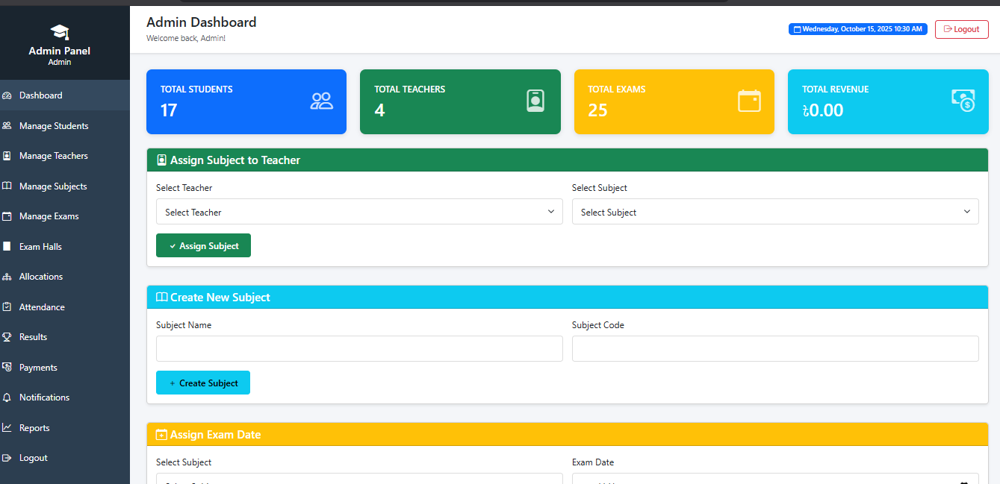 Admin Panel
Admin
Dashboard
Manage Students
Manage Teachers
Manage Subjects
Manage Exams
Exam Halls
Allocations
Attendance
Results
Payments
Notifications
Reports
Logout
Admin Dashboard
Welcome back, Admin!
Wednesday, October 15, 2025 10:30 AM
Logout
TOTAL STUDENTS
17
TOTAL TEACHERS
4
TOTAL EXAMS
25
TOTAL REVENUE
৳0.00
Assign Subject to Teacher
Select Teacher
Select Teacher
Select Subject
Select Subject
Assign Subject
Create New Subject
Subject Name
Subject Code
+ Create Subject
Assign Exam Date
Select Subject
Exam Date